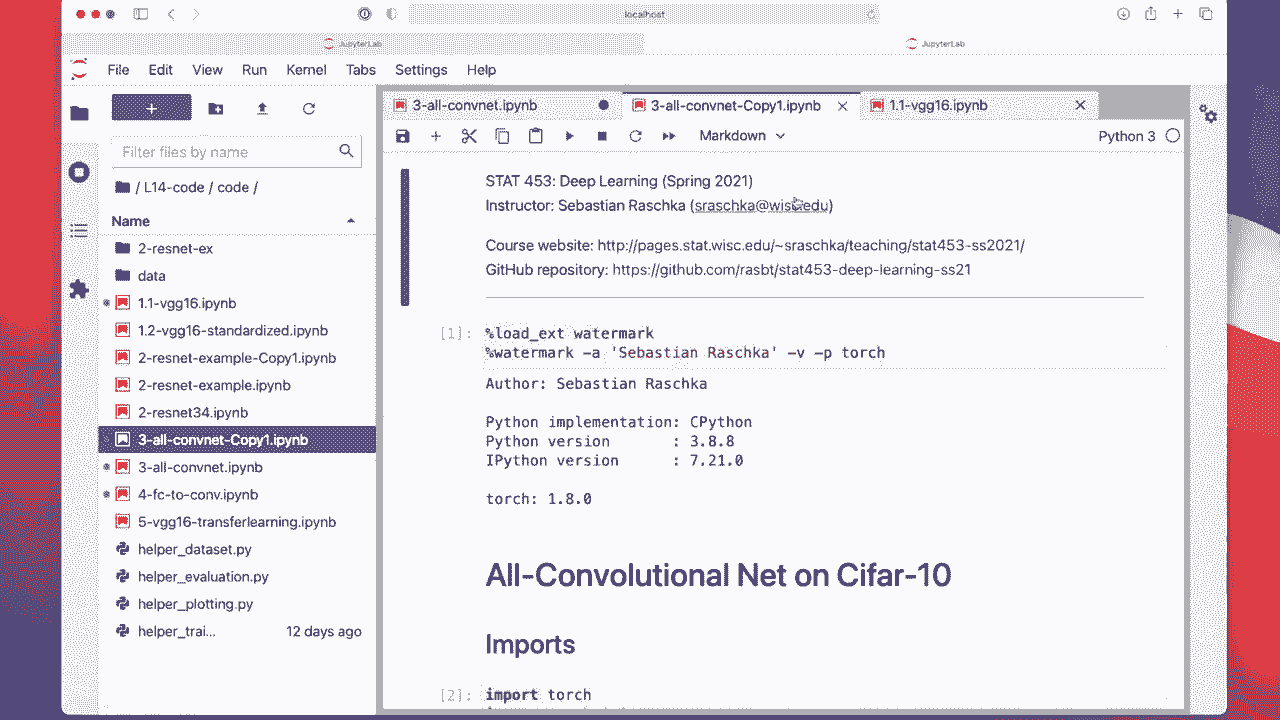 localhost
JupyterLab
JupyterLab
File Edit View Run Kernel Tabs Settings Help
3-all-convnet.ipynb
3-all-convnet-Copy1.ipynb
1.1-vgg16.ipynb
Markdown
Python 3
Filter files by name
/ L14-code / code /
Name
2-resnet-ex
data
1.1-vgg16.ipynb
1.2-vgg16-standardized.ipynb
2-resnet-example-Copy1.ipynb
2-resnet-example.ipynb
2-resnet34.ipynb
3-all-convnet-Copy1.ipynb
3-all-convnet.ipynb
4-fc-to-conv.ipynb
5-vgg16-transferlearning.ipynb
helper_dataset.py
helper_evaluation.py
helper_plotting.py
helper_trai... 12 days ago
STAT 453: Deep Learning (Spring 2021)
Instructor: Sebastian Raschka (sraschka@wisc.edu)
Course website: http://pages.stat.wisc.edu/~sraschka/teaching/stat453-ss2021/
GitHub repository: https://github.com/rasbt/stat453-deep-learning-ss21
[1]: %load_ext watermark
%watermark -a 'Sebastian Raschka' -v -p torch
Author: Sebastian Raschka
Python implementation: CPython
Python version : 3.8.8
IPython version : 7.21.0
torch: 1.8.0
All-Convolutional Net on Cifar-10
Imports
[2]: import torch